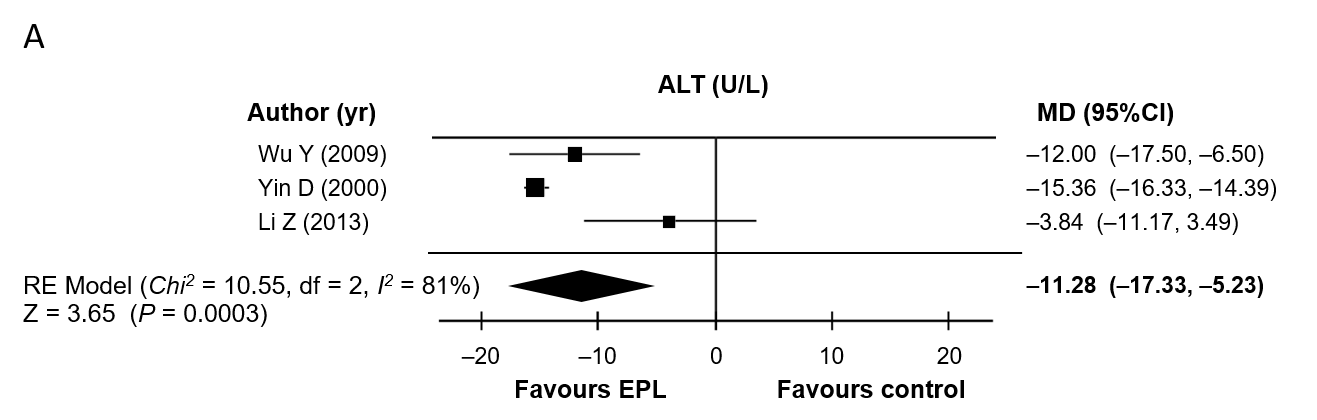 A
ALT (U/L)
Author (yr) MD (95%CI)
Wu Y (2009) –12.00 (–17.50, –6.50)
Yin D (2000) –15.36 (–16.33, –14.39)
Li Z (2013) –3.84 (–11.17, 3.49)
RE Model (Chi² = 10.55, df = 2, I² = 81%) –11.28 (–17.33, –5.23)
Z = 3.65 (P = 0.0003)
–20 –10 0 10 20
Favours EPL Favours control